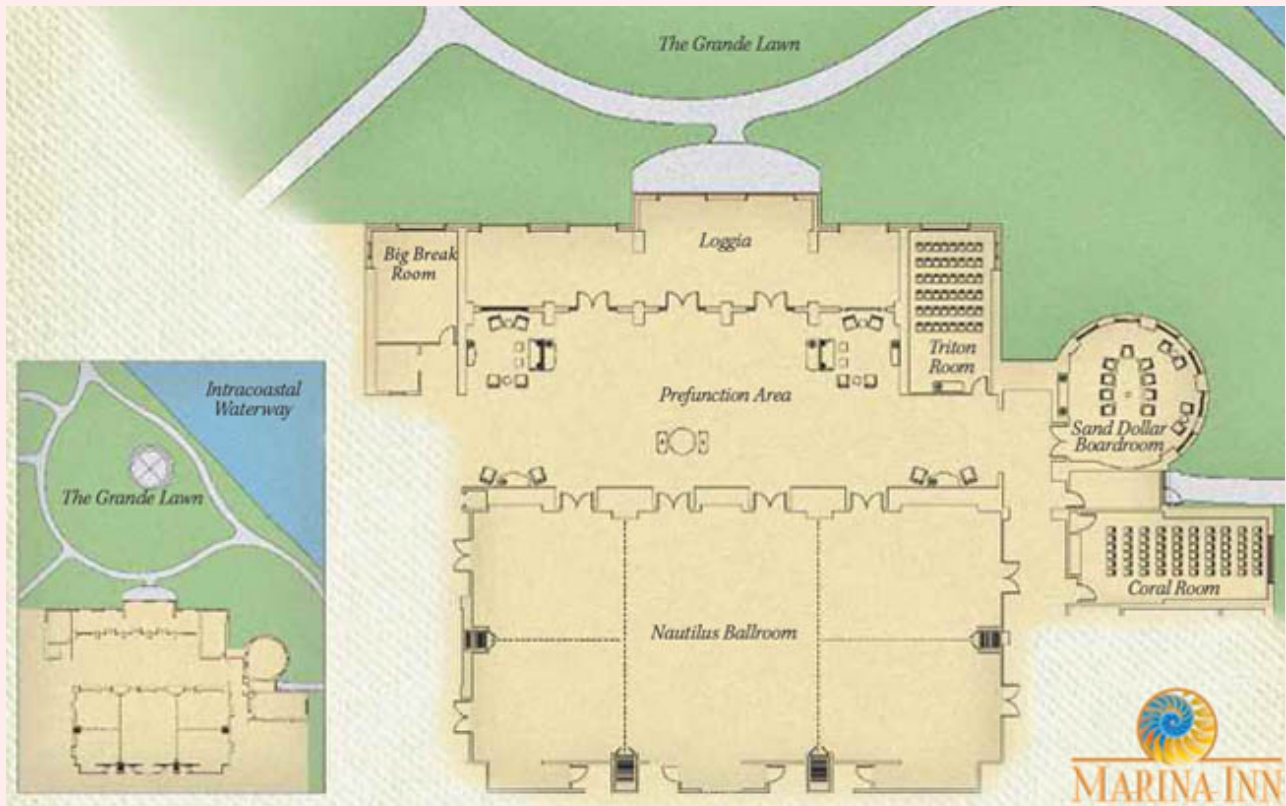 The Grande Lawn
Loggia
Big Break
Room
Triton
Room
Prefunction Area
Sand Dollar
Boardroom
Intracoastal
Waterway
The Grande Lawn
Nautilus Ballroom
Coral Room
MARINA INN